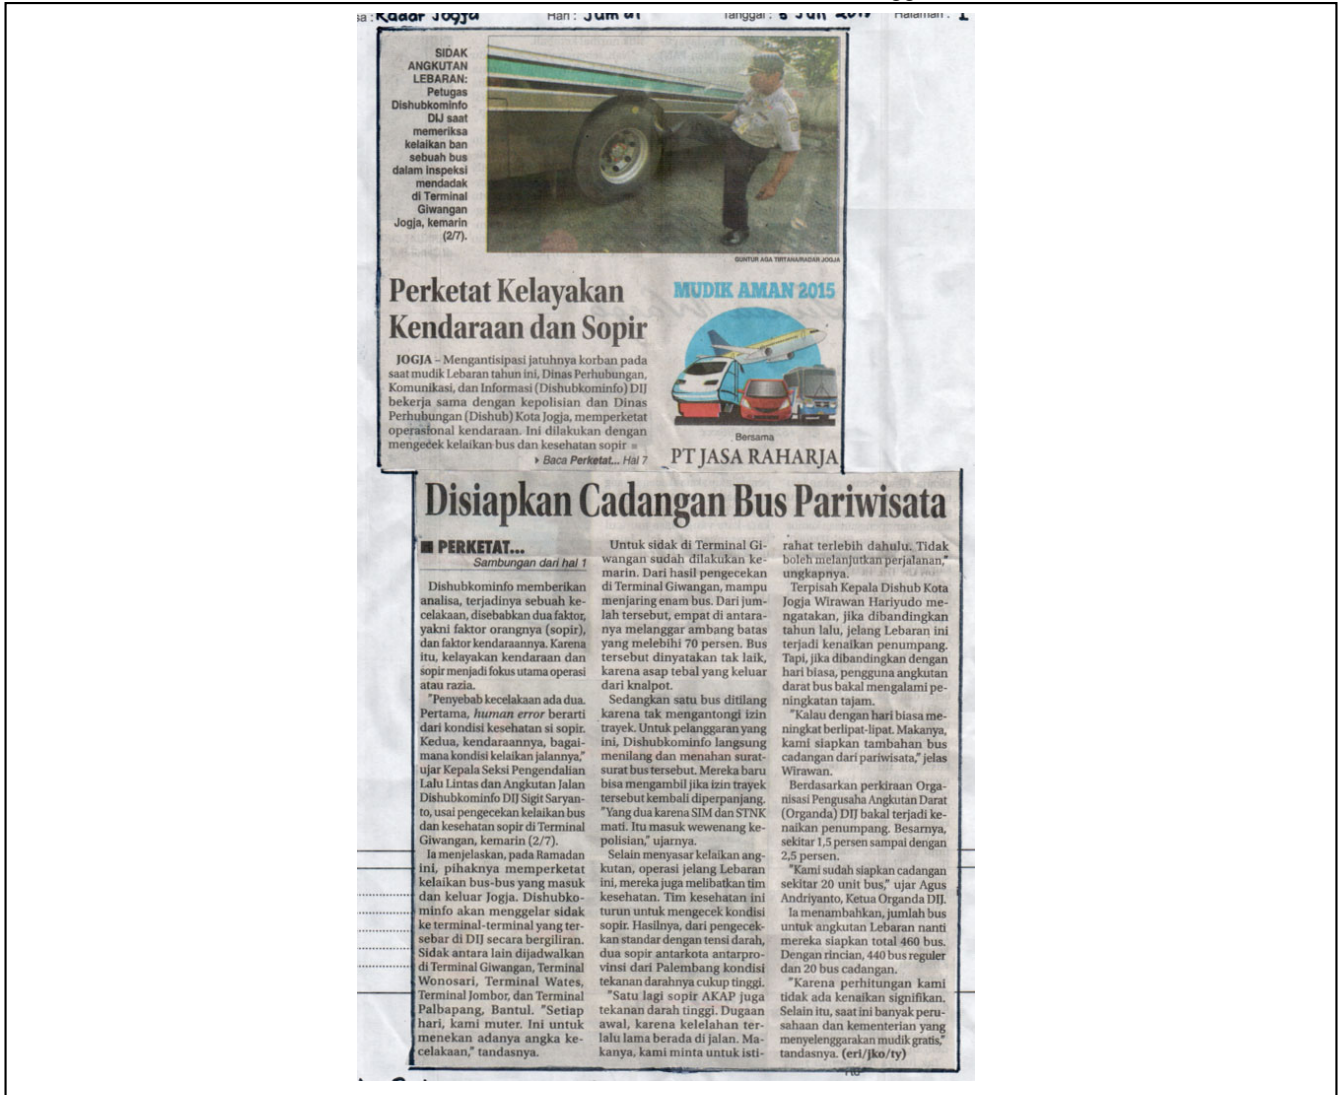 sa : Radar Jogja Hari : Jum'at Tanggal : Halaman : 1
SIDAK
ANGKUTAN
LEBARAN:
Petugas
Dishubkominfo
DIJ saat
memeriksa
kelaikan ban
sebuah bus
dalam inspeksi
mendadak
di Terminal
Giwangan
Jogja, kemarin
(2/7).
GUNTUR AGA TIRTANA/RADAR JOGJA
Perketat Kelayakan
Kendaraan dan Sopir
JOGJA – Mengantisipasi jatuhnya korban pada
saat mudik Lebaran tahun ini, Dinas Perhubungan,
Komunikasi, dan Informasi (Dishubkominfo) DIJ
bekerja sama dengan kepolisian dan Dinas
Perhubungan (Dishub) Kota Jogja, memperketat
operasional kendaraan. Ini dilakukan dengan
mengecek kelaikan bus dan kesehatan sopir
Baca Perketat... Hal 7
MUDIK AMAN 2015
Bersama
PT JASA RAHARJA
Disiapkan Cadangan Bus Pariwisata
PERKETAT...
Sambungan dari hal 1
Dishubkominfo memberikan
analisa, terjadinya sebuah ke-
celakaan, disebabkan dua faktor,
yakni faktor orangnya (sopir),
dan faktor kendaraannya. Karena
itu, kelayakan kendaraan dan
sopir menjadi fokus utama operasi
atau razia.
"Penyebab kecelakaan ada dua.
Pertama, human error berarti
dari kondisi kesehatan si sopir.
Kedua, kendaraannya, bagai-
mana kondisi kelaikan jalannya,"
ujar Kepala Seksi Pengendalian
Lalu Lintas dan Angkutan Jalan
Dishubkominfo DIJ Sigit Saryan-
to, usai pengecekan kelaikan bus
dan kesehatan sopir di Terminal
Giwangan, kemarin (2/7).
Ia menjelaskan, pada Ramadan
ini, pihaknya memperketat
kelaikan bus-bus yang masuk
dan keluar Jogja. Dishubko-
minfo akan menggelar sidak
ke terminal-terminal yang ter-
sebar di DIJ secara bergiliran.
Sidak antara lain dijadwalkan
di Terminal Giwangan, Terminal
Wonosari, Terminal Wates,
Terminal Jombor, dan Terminal
Palbapang, Bantul. "Setiap
hari, kami muter. Ini untuk
menekan adanya angka ke-
celakaan," tandasnya.
Untuk sidak di Terminal Gi-
wangan sudah dilakukan ke-
marin. Dari hasil pengecekan
di Terminal Giwangan, mampu
menjaring enam bus. Dari jum-
lah tersebut, empat di antara-
nya melanggar ambang batas
yang melebihi 70 persen. Bus
tersebut dinyatakan tak laik,
karena asap tebal yang keluar
dari knalpot.
Sedangkan satu bus ditilang
karena tak mengantongi izin
trayek. Untuk pelanggaran yang
ini, Dishubkominfo langsung
menilang dan menahan surat-
surat bus tersebut. Mereka baru
bisa mengambil jika izin trayek
tersebut kembali diperpanjang.
"Yang dua karena SIM dan STNK
mati. Itu masuk wewenang ke-
polisian," ujarnya.
Selain menyasar kelaikan ang-
kutan, operasi jelang Lebaran
ini, mereka juga melibatkan tim
kesehatan. Tim kesehatan ini
turun untuk mengecek kondisi
sopir. Hasilnya, dari pengecek-
kan standar dengan tensi darah,
dua sopir antarkota antarpro-
vinsi dari Palembang kondisi
tekanan darahnya cukup tinggi.
"Satu lagi sopir AKAP juga
tekanan darah tinggi. Dugaan
awal, karena kelelahan ter-
lalu lama berada di jalan. Ma-
kanya, kami minta untuk isti-
rahat terlebih dahulu. Tidak
boleh melanjutkan perjalanan,"
ungkapnya.
Terpisah Kepala Dishub Kota
Jogja Wirawan Hariyudo me-
ngatakan, jika dibandingkan
tahun lalu, jelang Lebaran ini
terjadi kenaikan penumpang.
Tapi, jika dibandingkan dengan
hari biasa, pengguna angkutan
darat bus bakal mengalami pe-
ningkatan tajam.
"Kalau dengan hari biasa me-
ningkat berlipat-lipat. Makanya,
kami siapkan tambahan bus
cadangan dari pariwisata," jelas
Wirawan.
Berdasarkan perkiraan Orga-
nisasi Pengusaha Angkutan Darat
(Organda) DIJ bakal terjadi ke-
naikan penumpang. Besarnya,
sekitar 1,5 persen sampai dengan
2,5 persen.
"Kami sudah siapkan cadangan
sekitar 20 unit bus," ujar Agus
Andriyanto, Ketua Organda DIJ.
Ia menambahkan, jumlah bus
untuk angkutan Lebaran nanti
mereka siapkan total 460 bus.
Dengan rincian, 440 bus reguler
dan 20 bus cadangan.
"Karena perhitungan kami
tidak ada kenaikan signifikan.
Selain itu, saat ini banyak peru-
sahaan dan kementerian yang
menyelenggarakan mudik gratis,"
tandasnya. (eri/jko/ty)